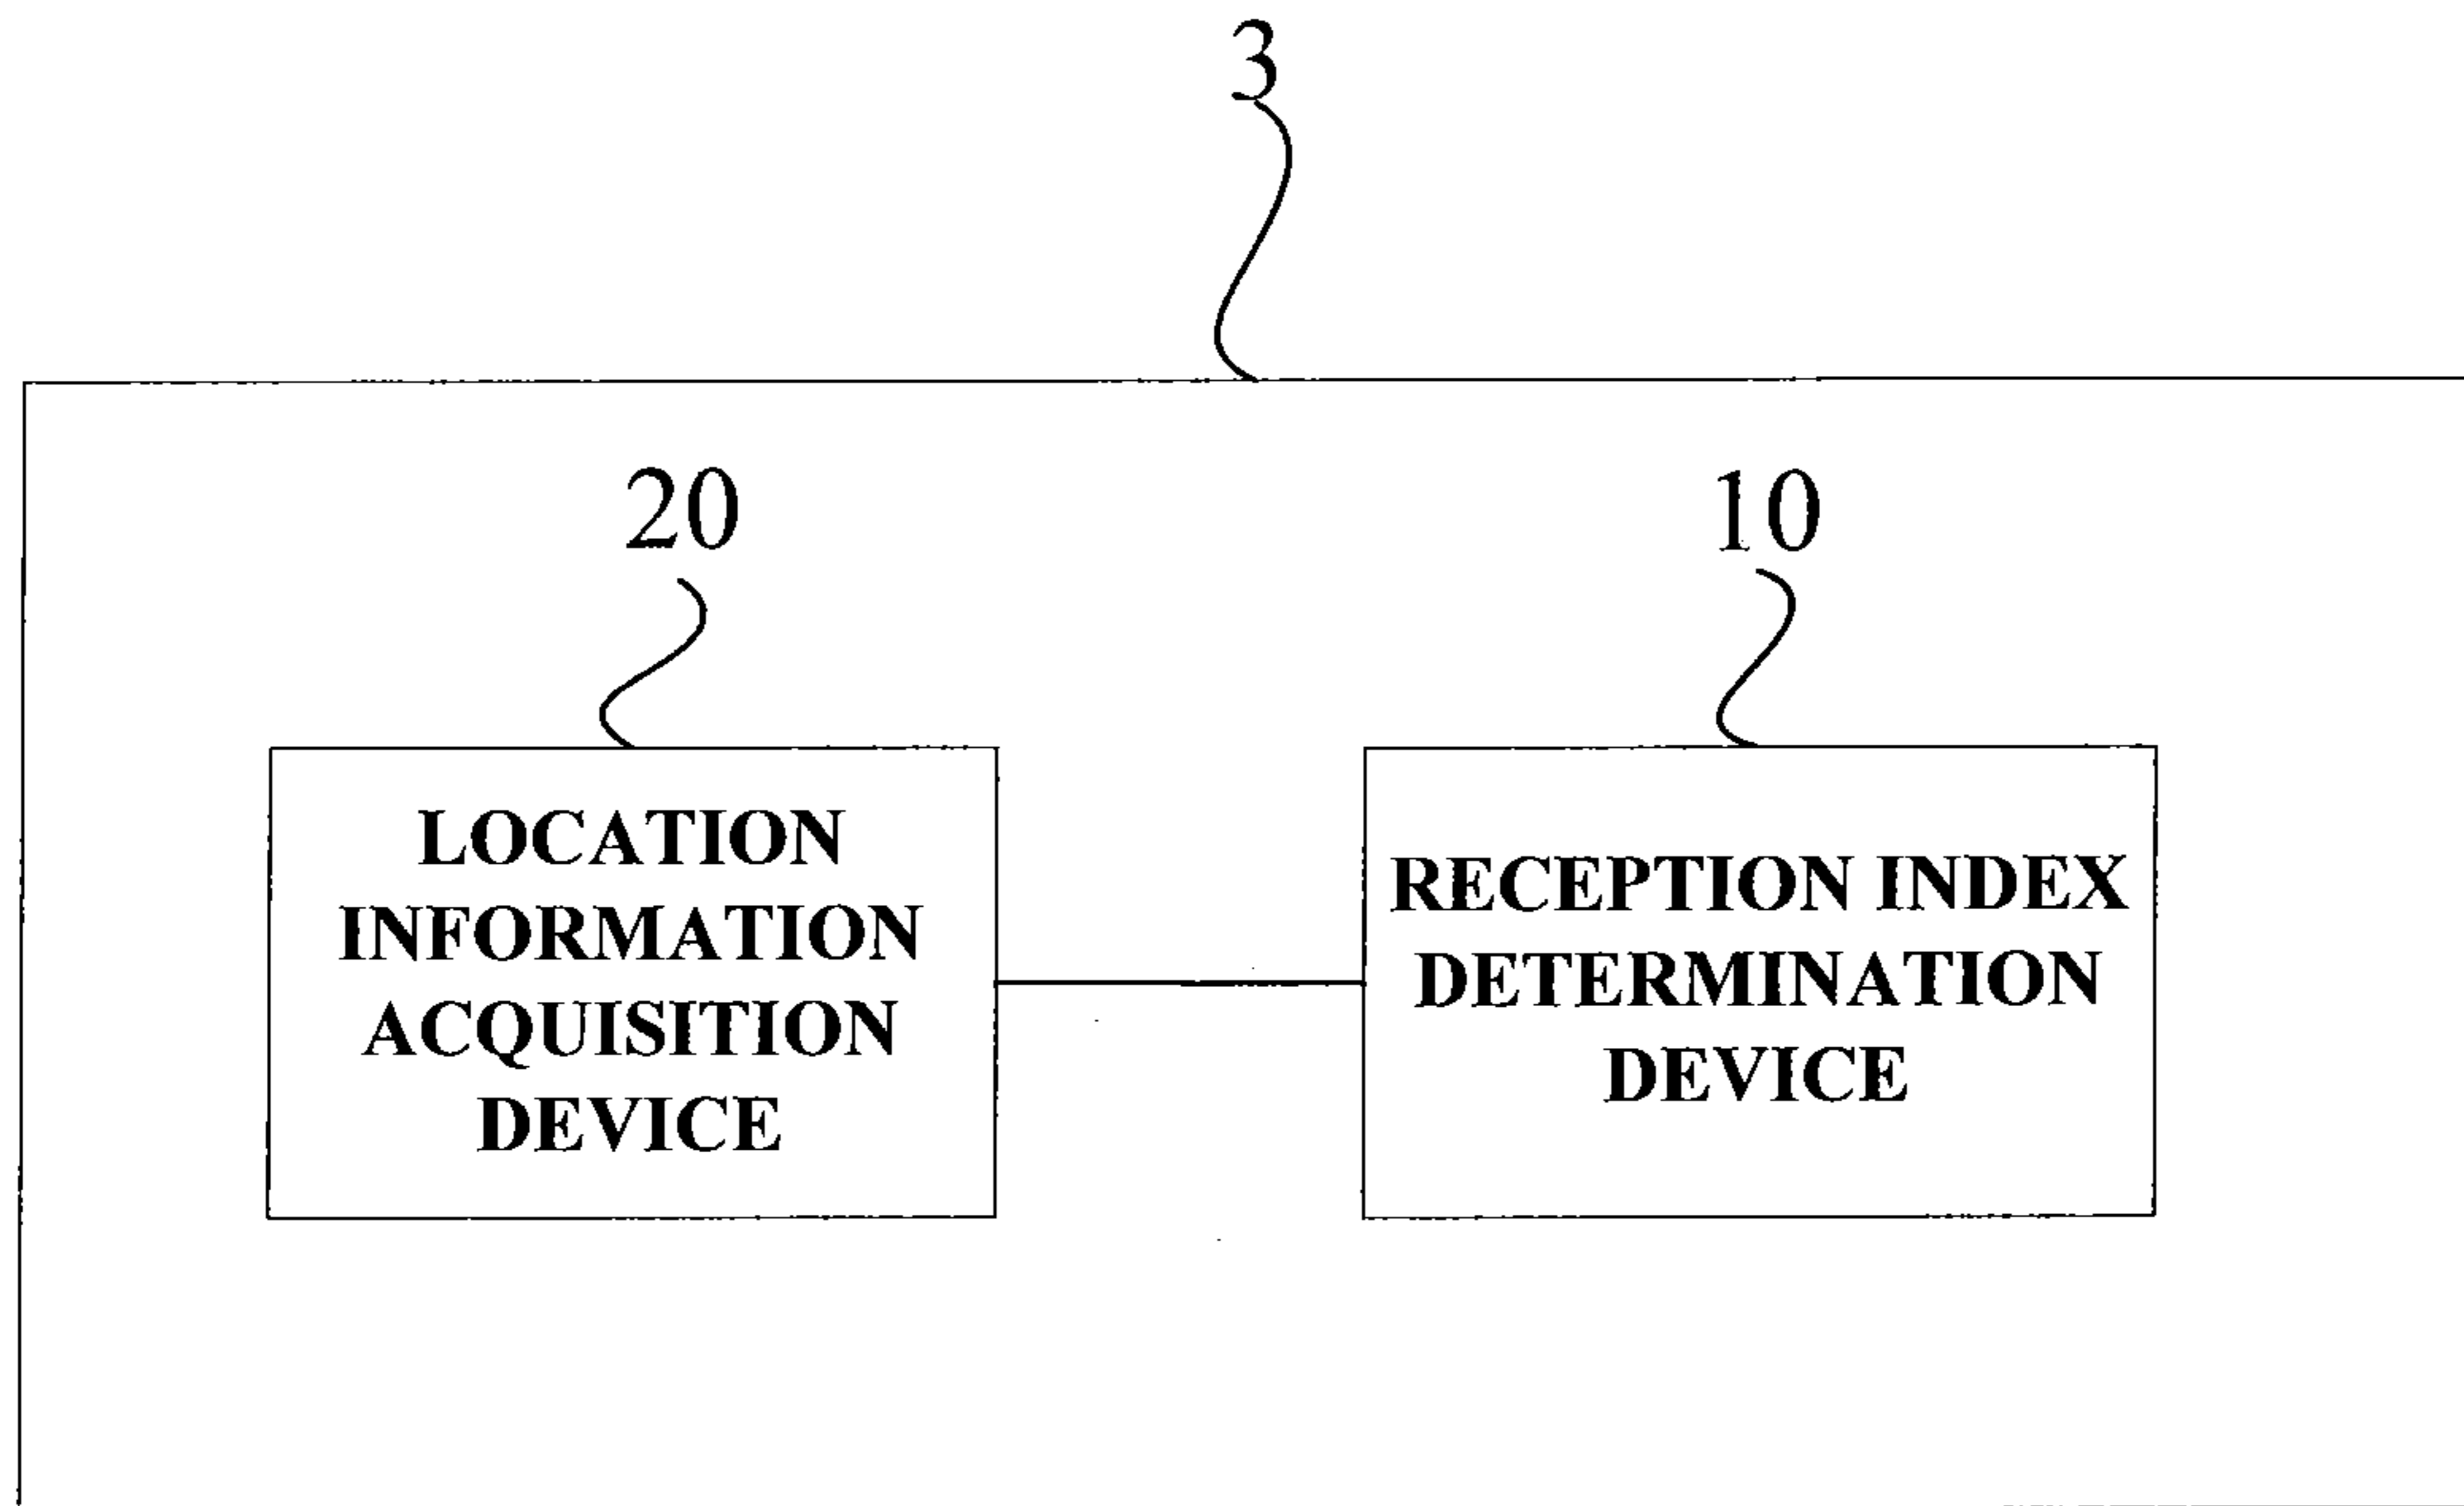 3
20
10
LOCATION
INFORMATION
ACQUISITION
DEVICE
RECEPTION INDEX
DETERMINATION
DEVICE